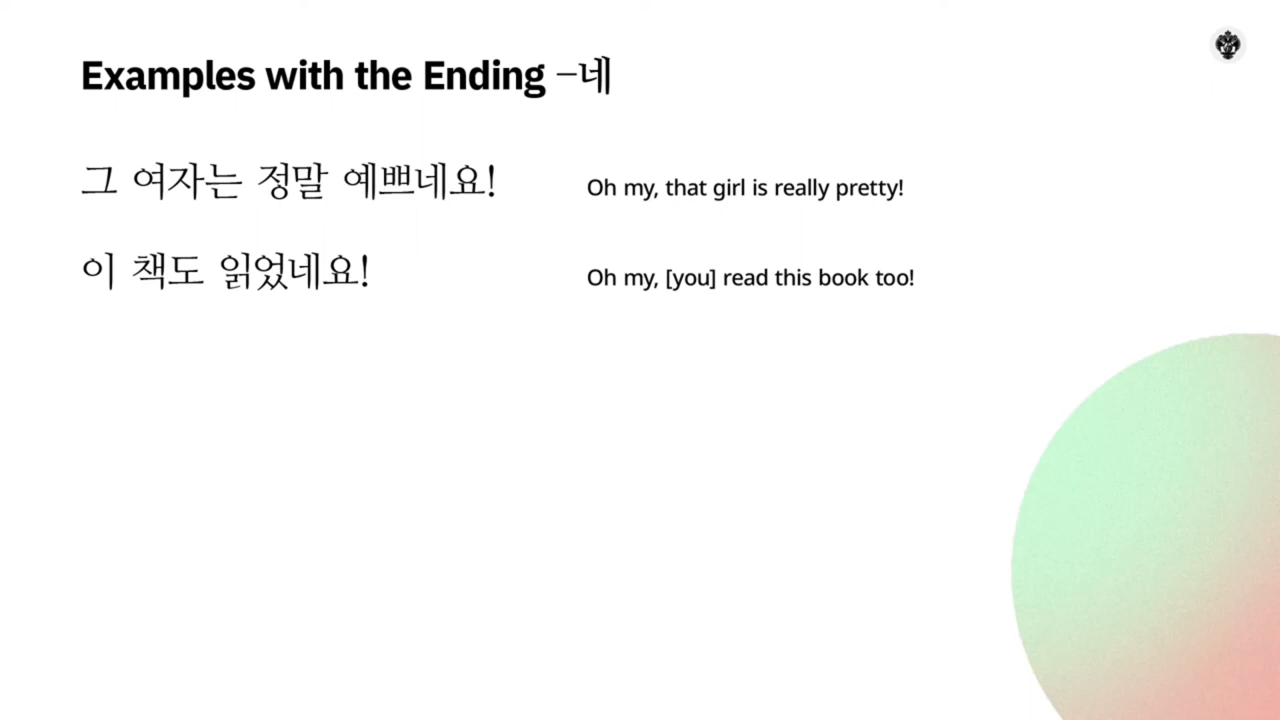 Examples with the Ending –네
그 여자는 정말 예쁘네요! Oh my, that girl is really pretty!
이 책도 읽었네요! Oh my, [you] read this book too!